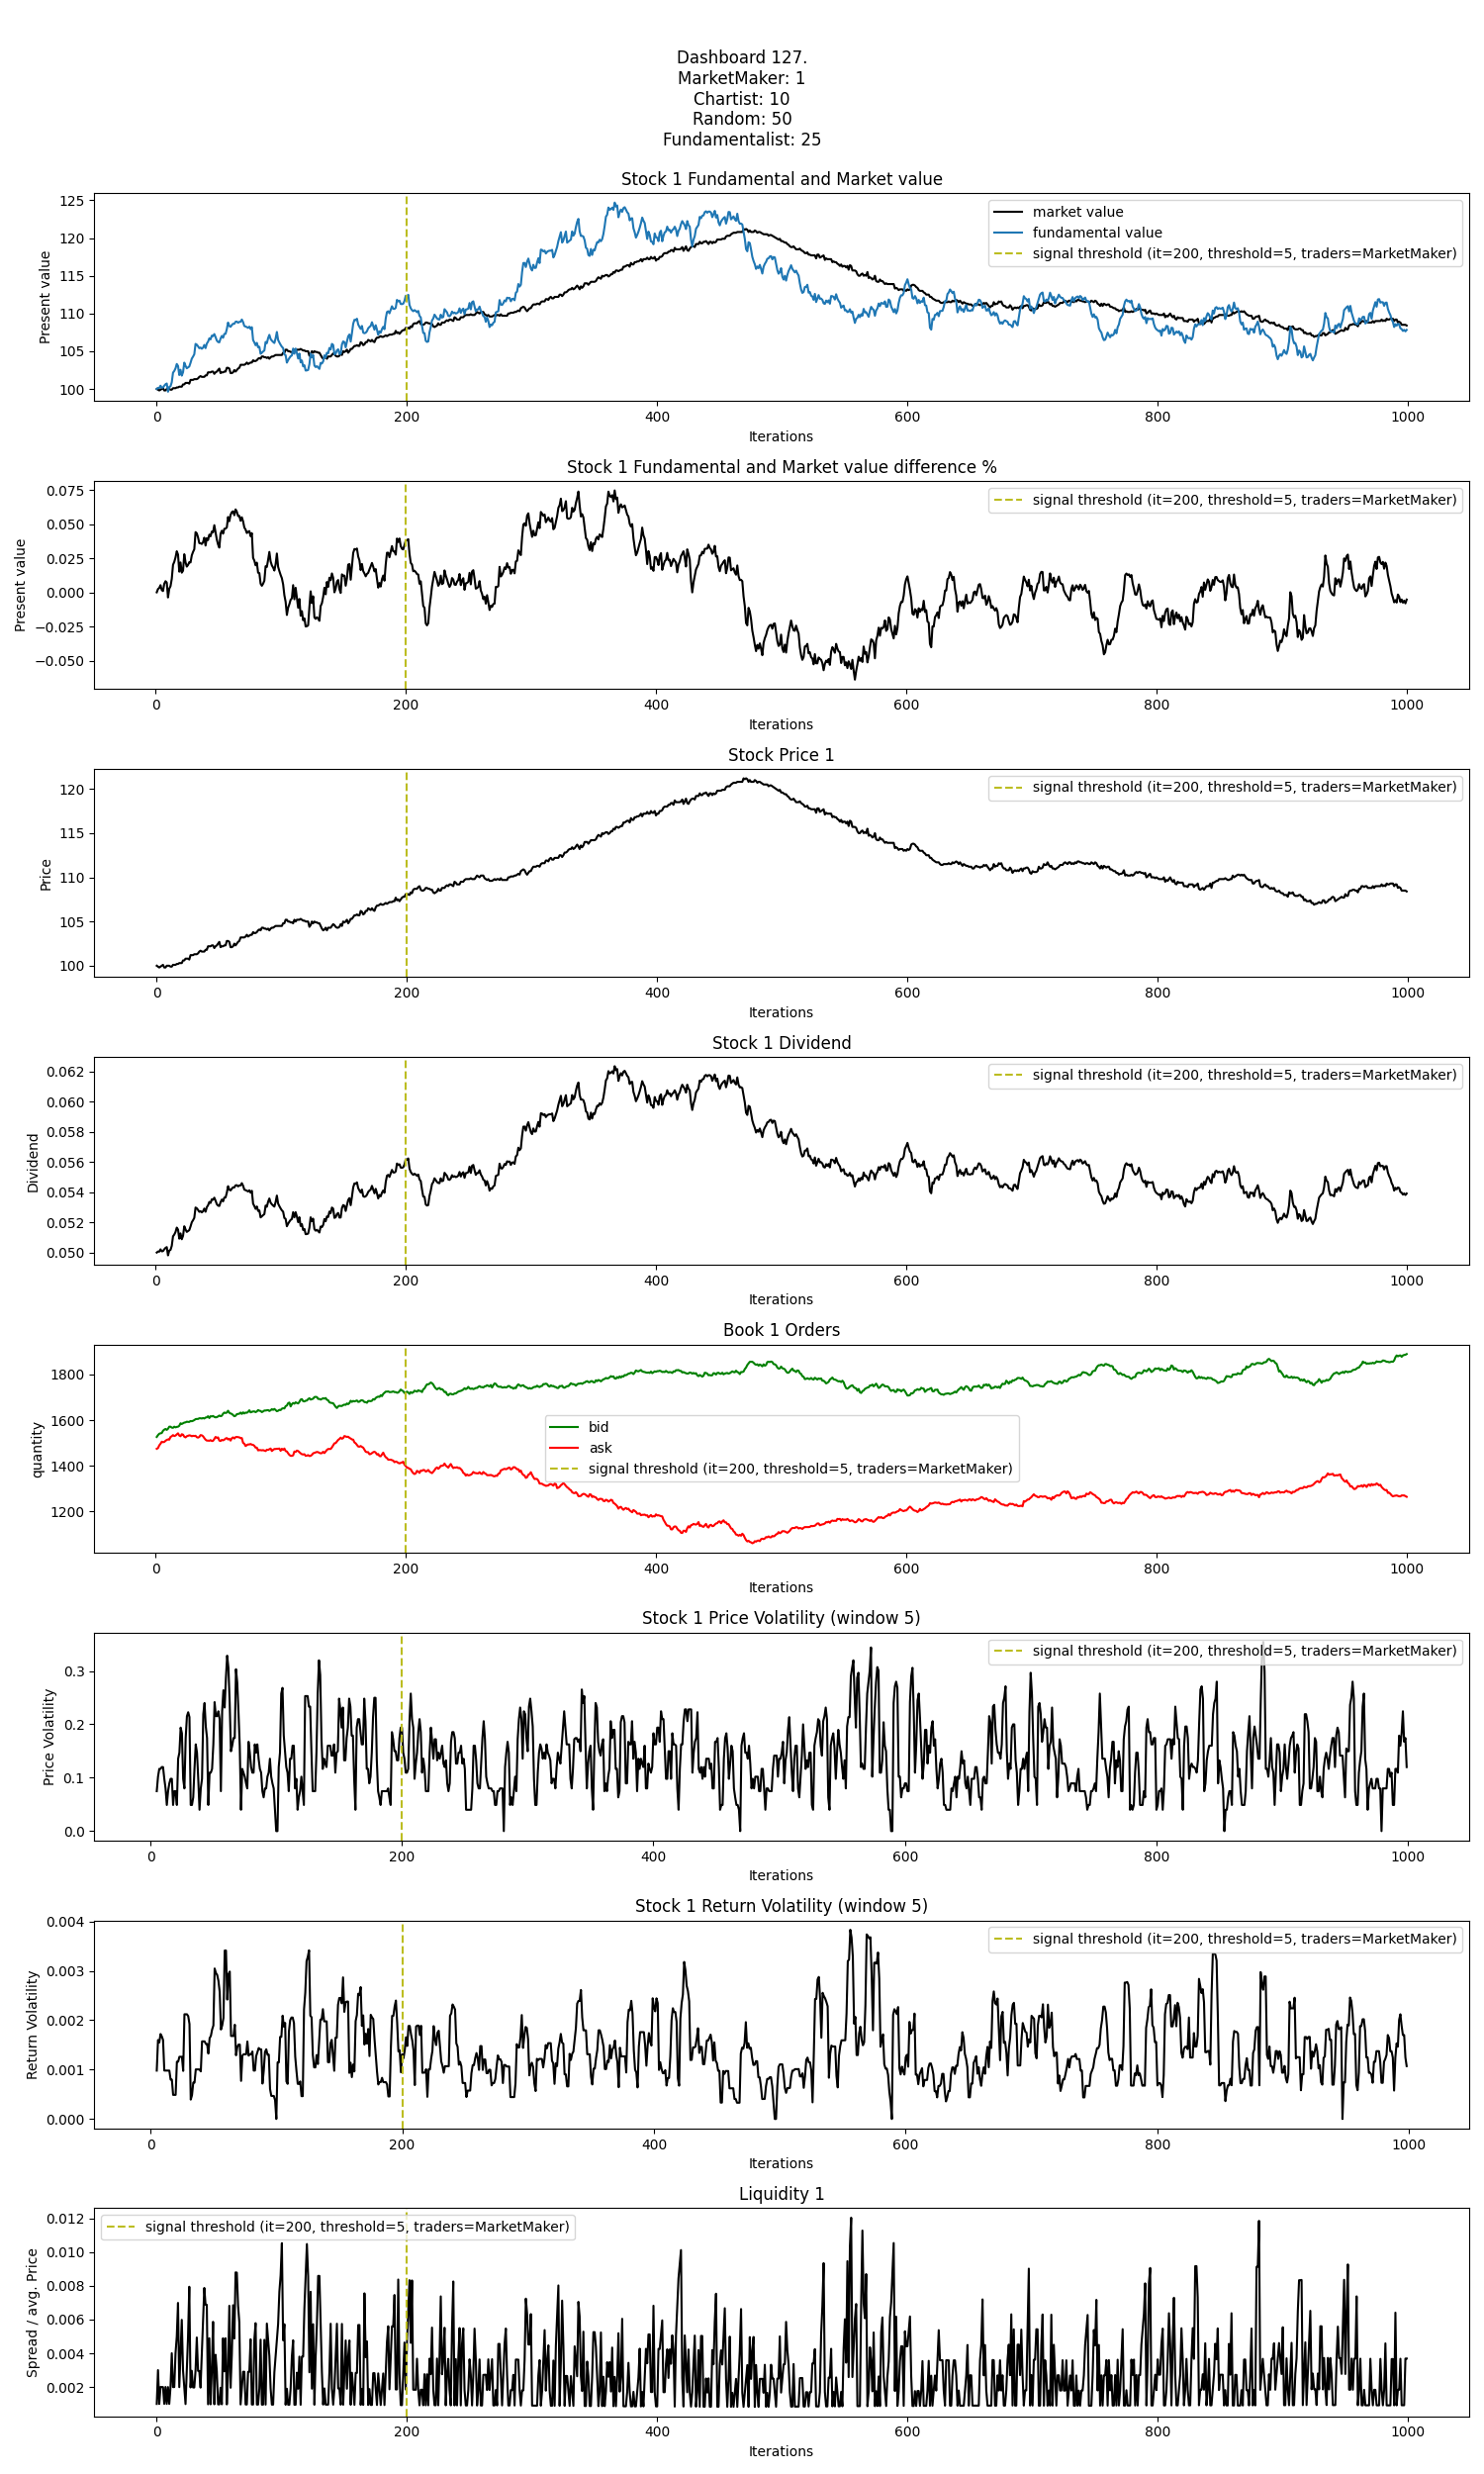 Dashboard 127.
MarketMaker: 1
Chartist: 10
Random: 50
Fundamentalist: 25
Stock 1 Fundamental and Market value
Present value
125
120
115
110
105
100
market value
fundamental value
signal threshold (it=200, threshold=5, traders=MarketMaker)
0 200 400 600 800 1000
Iterations
Stock 1 Fundamental and Market value difference %
Present value
0.075
0.050
0.025
0.000
−0.025
−0.050
signal threshold (it=200, threshold=5, traders=MarketMaker)
0 200 400 600 800 1000
Iterations
Stock Price 1
Price
120
115
110
105
100
signal threshold (it=200, threshold=5, traders=MarketMaker)
0 200 400 600 800 1000
Iterations
Stock 1 Dividend
Dividend
0.062
0.060
0.058
0.056
0.054
0.052
0.050
signal threshold (it=200, threshold=5, traders=MarketMaker)
0 200 400 600 800 1000
Iterations
Book 1 Orders
quantity
1800
1600
1400
1200
bid
ask
signal threshold (it=200, threshold=5, traders=MarketMaker)
0 200 400 600 800 1000
Iterations
Stock 1 Price Volatility (window 5)
Price Volatility
0.3
0.2
0.1
0.0
signal threshold (it=200, threshold=5, traders=MarketMaker)
0 200 400 600 800 1000
Iterations
Stock 1 Return Volatility (window 5)
Return Volatility
0.004
0.003
0.002
0.001
0.000
signal threshold (it=200, threshold=5, traders=MarketMaker)
0 200 400 600 800 1000
Iterations
Liquidity 1
Spread / avg. Price
0.012
0.010
0.008
0.006
0.004
0.002
signal threshold (it=200, threshold=5, traders=MarketMaker)
0 200 400 600 800 1000
Iterations